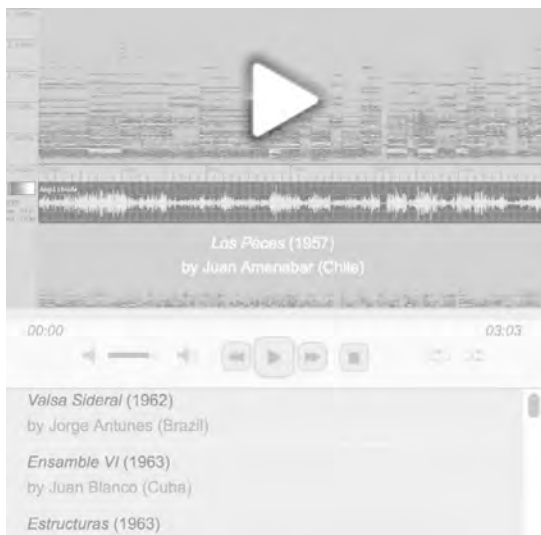 Los Peces (1957)
by Juan Amenabar (Chile)
00:00
03:03
Valsa Sideral (1962)
by Jorge Antunes (Brazil)
Ensamble VI (1963)
by Juan Blanco (Cuba)
Estructuras (1963)